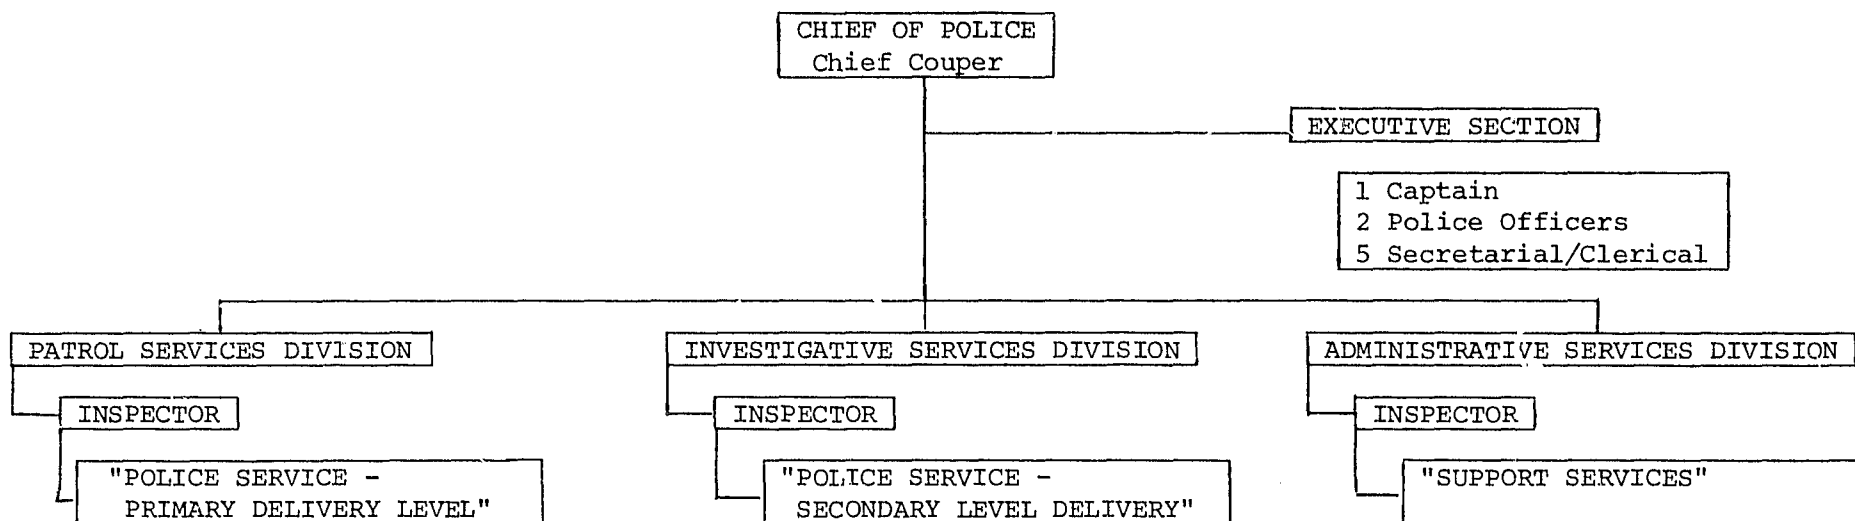 CHIEF OF POLICE
Chief Couper
EXECUTIVE SECTION
1 Captain
2 Police Officers
5 Secretarial/Clerical
PATROL SERVICES DIVISION
INSPECTOR
"POLICE SERVICE -
PRIMARY DELIVERY LEVEL"
INVESTIGATIVE SERVICES DIVISION
INSPECTOR
"POLICE SERVICE -
SECONDARY LEVEL DELIVERY"
ADMINISTRATIVE SERVICES DIVISION
INSPECTOR
"SUPPORT SERVICES"